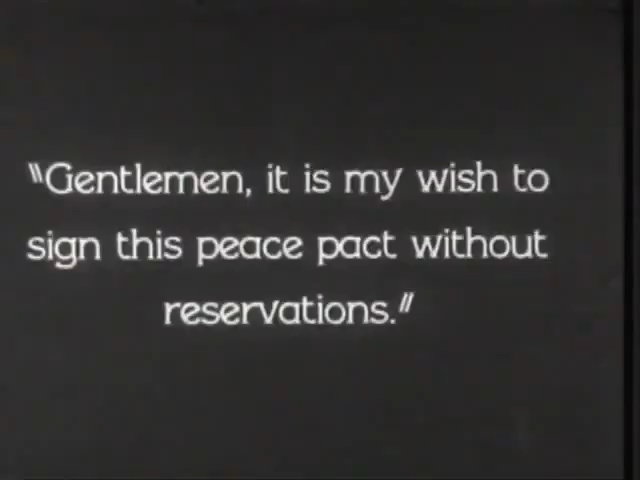 "Gentlemen, it is my wish to
sign this peace pact without
reservations."